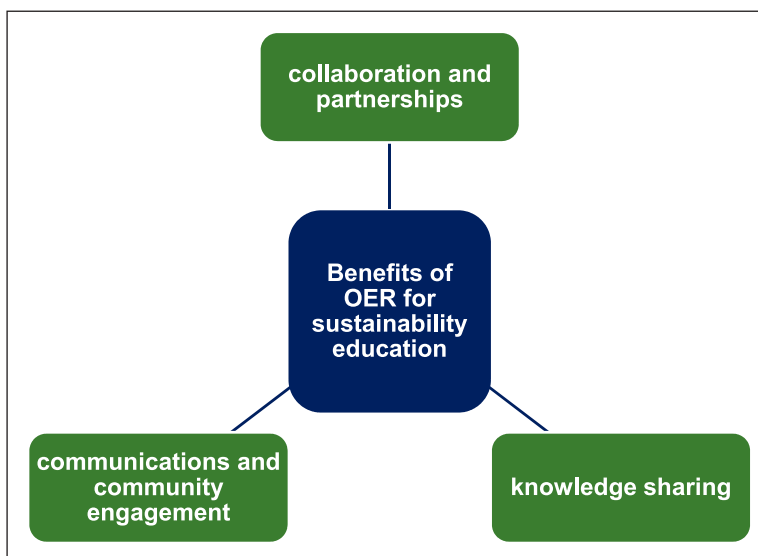 collaboration and
partnerships
Benefits of
OER for
sustainability
education
communications and
community
engagement
knowledge sharing